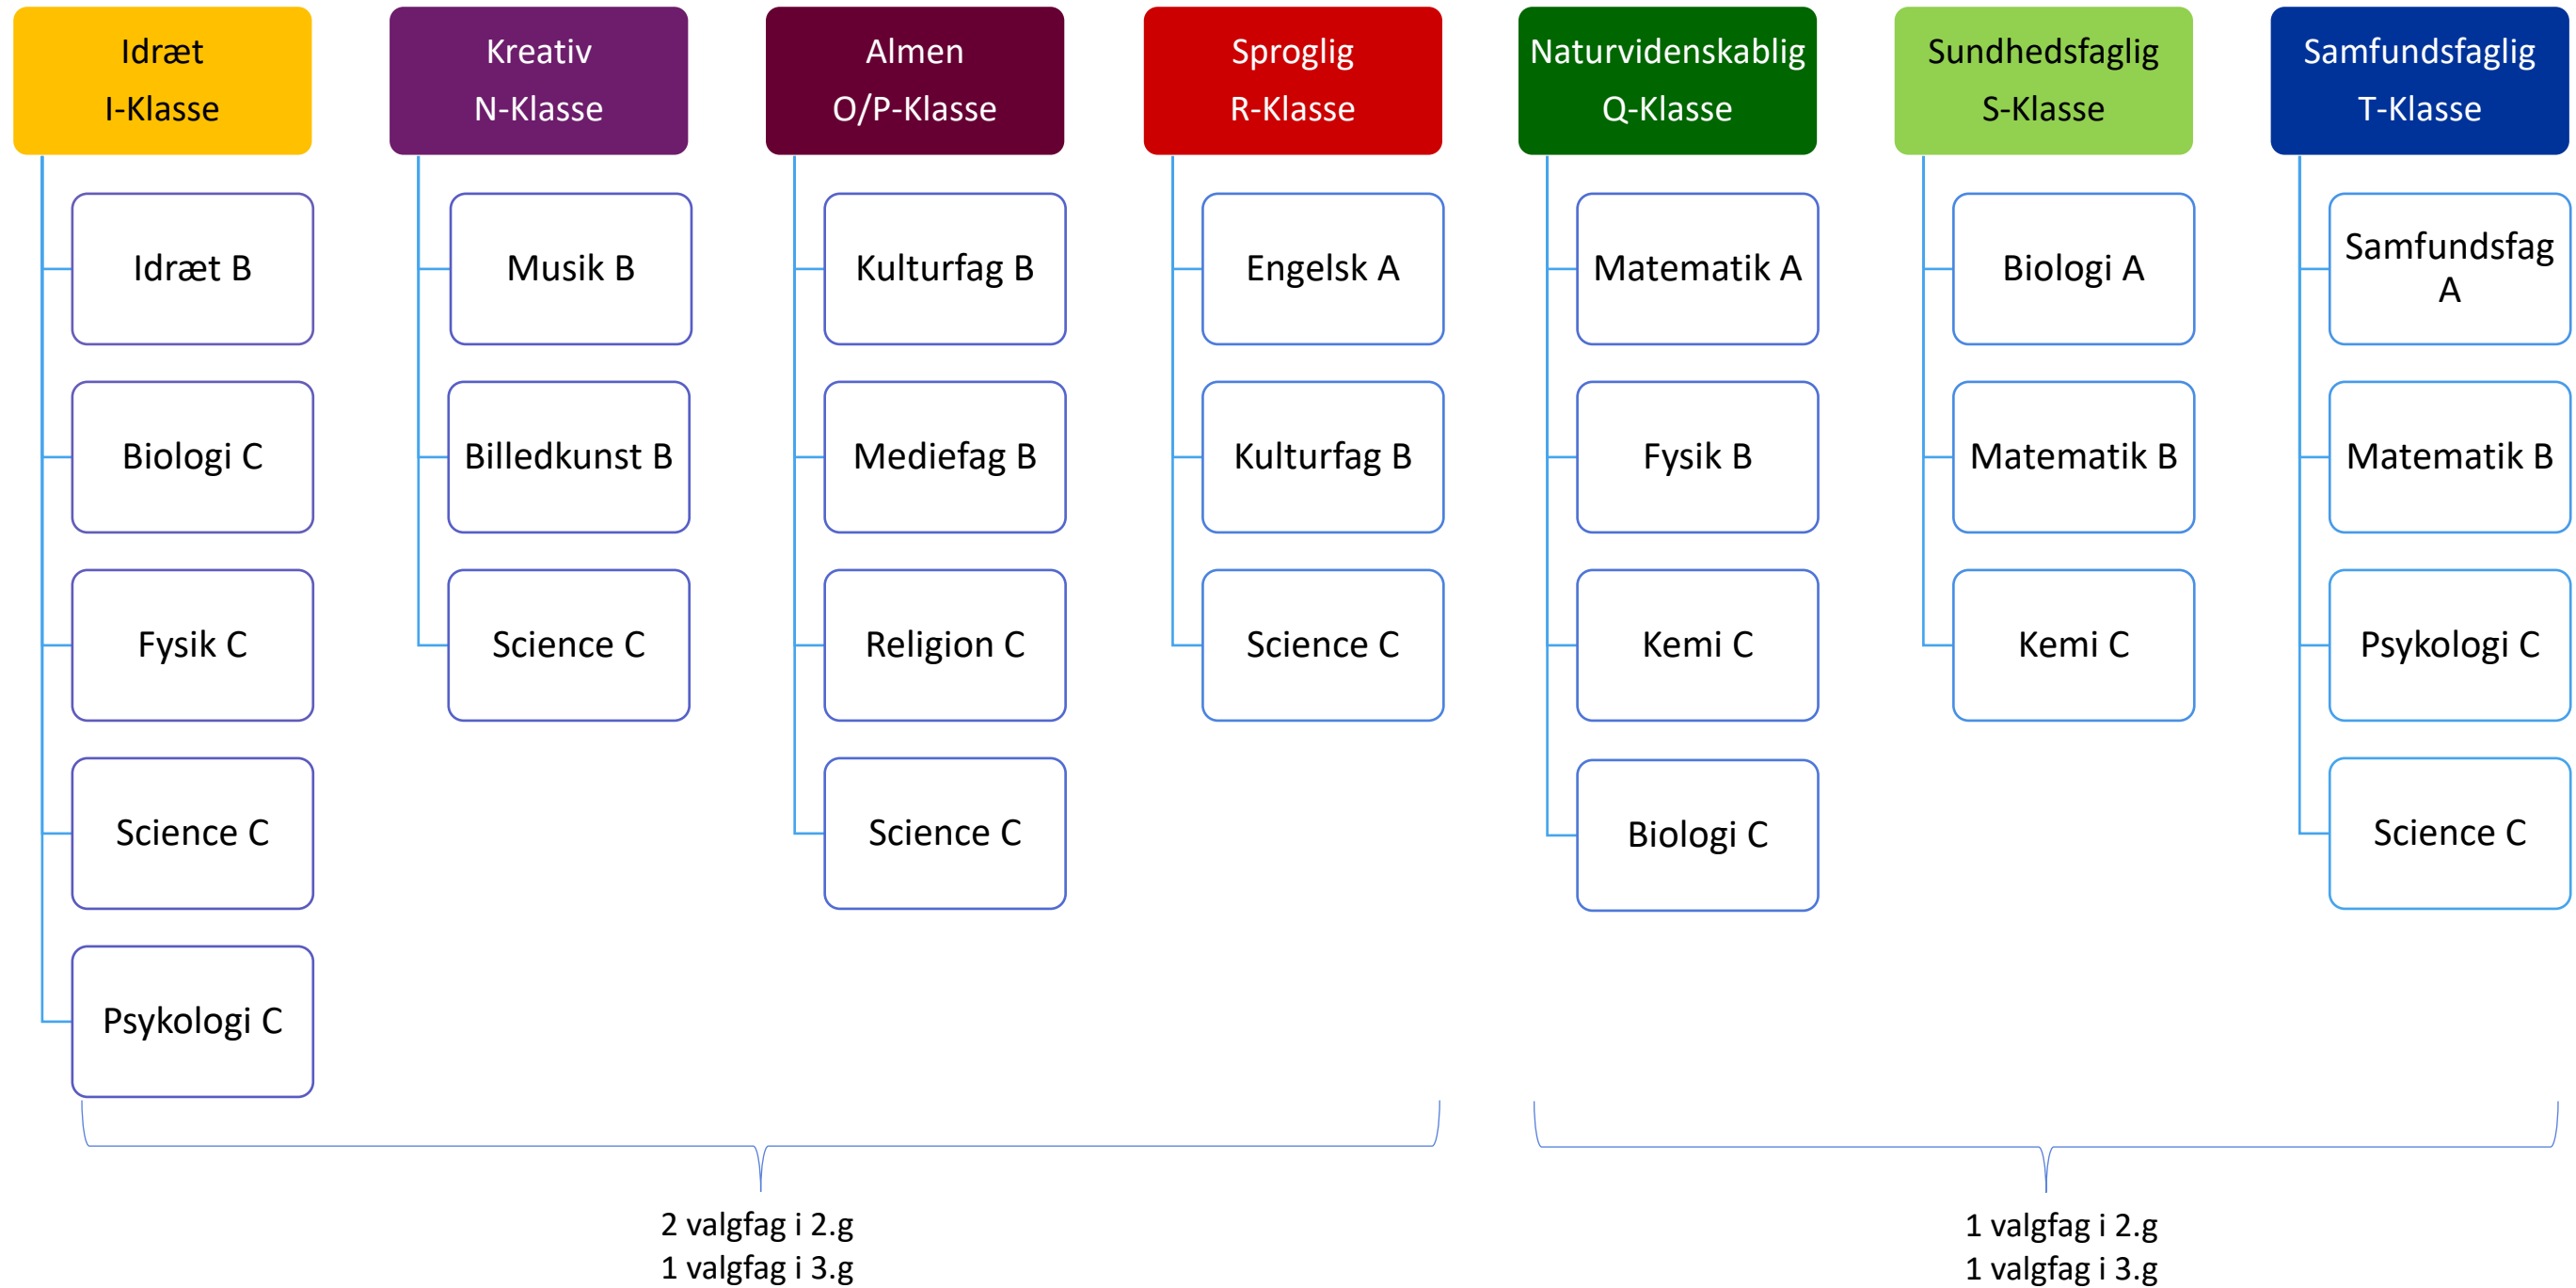 Idræt
I-Klasse
Idræt B
Biologi C
Fysik C
Science C
Psykologi C
Kreativ
N-Klasse
Musik B
Billedkunst B
Science C
Almen
O/P-Klasse
Kulturfag B
Mediefag B
Religion C
Science C
Sproglig
R-Klasse
Engelsk A
Kulturfag B
Science C
Naturvidenskablig
Q-Klasse
Matematik A
Fysik B
Kemi C
Biologi C
Sundhedsfaglig
S-Klasse
Biologi A
Matematik B
Kemi C
Samfundsfaglig
T-Klasse
Samfundsfag
A
Matematik B
Psykologi C
Science C
2 valgfag i 2.g
1 valgfag i 3.g
1 valgfag i 2.g
1 valgfag i 3.g